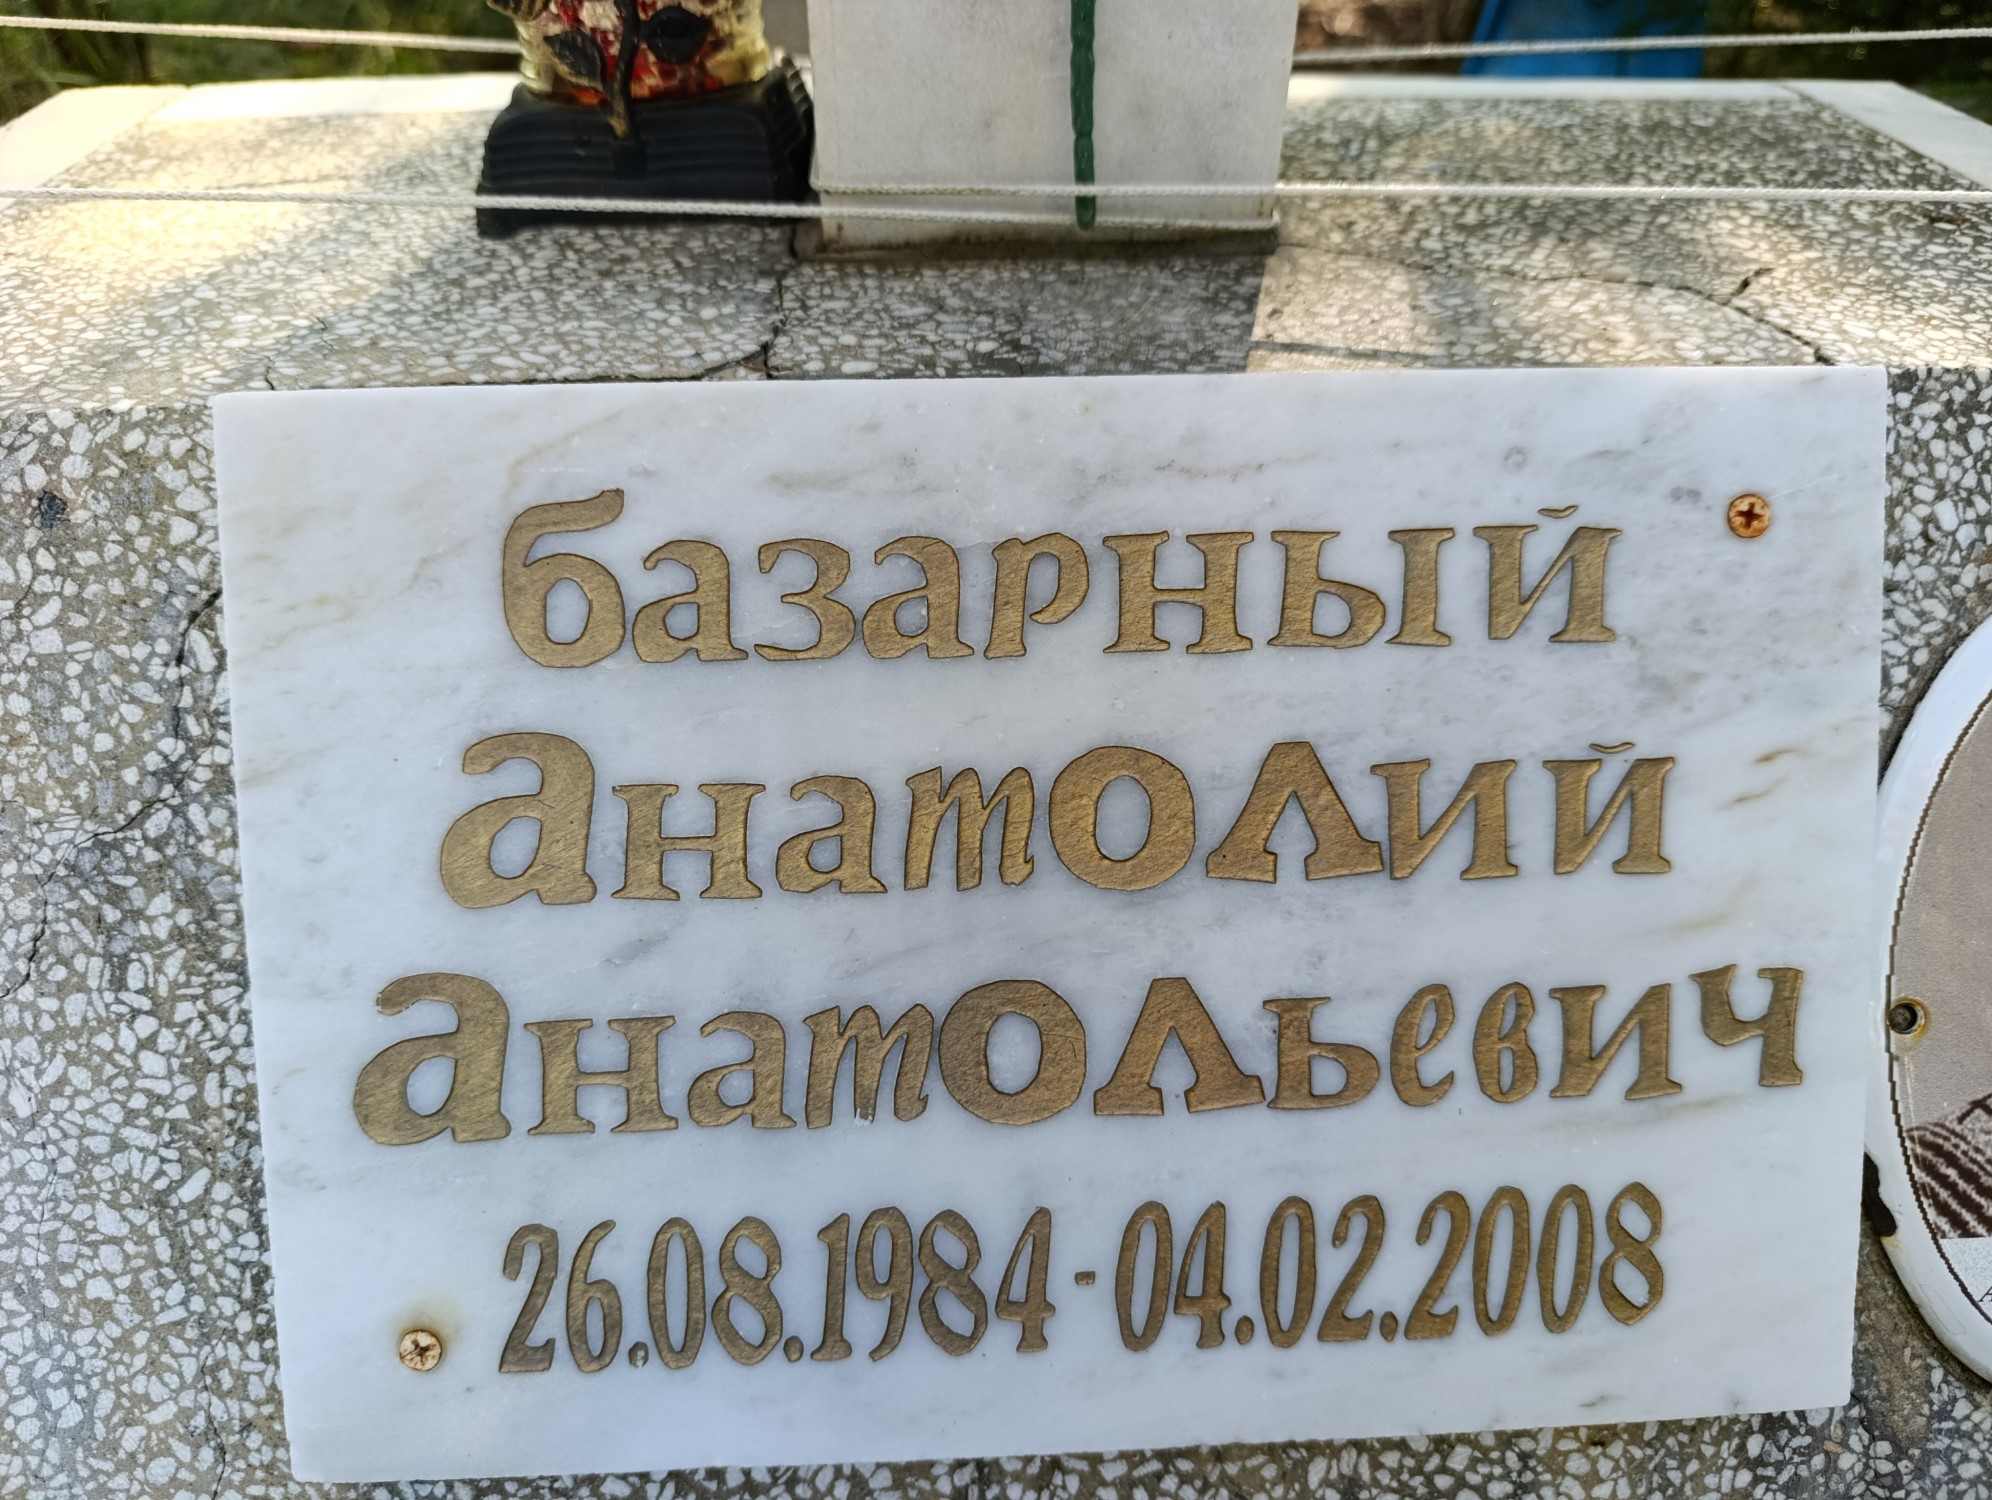 базарный
анатолий
анатольевич
26.08.1984-04.02.2008